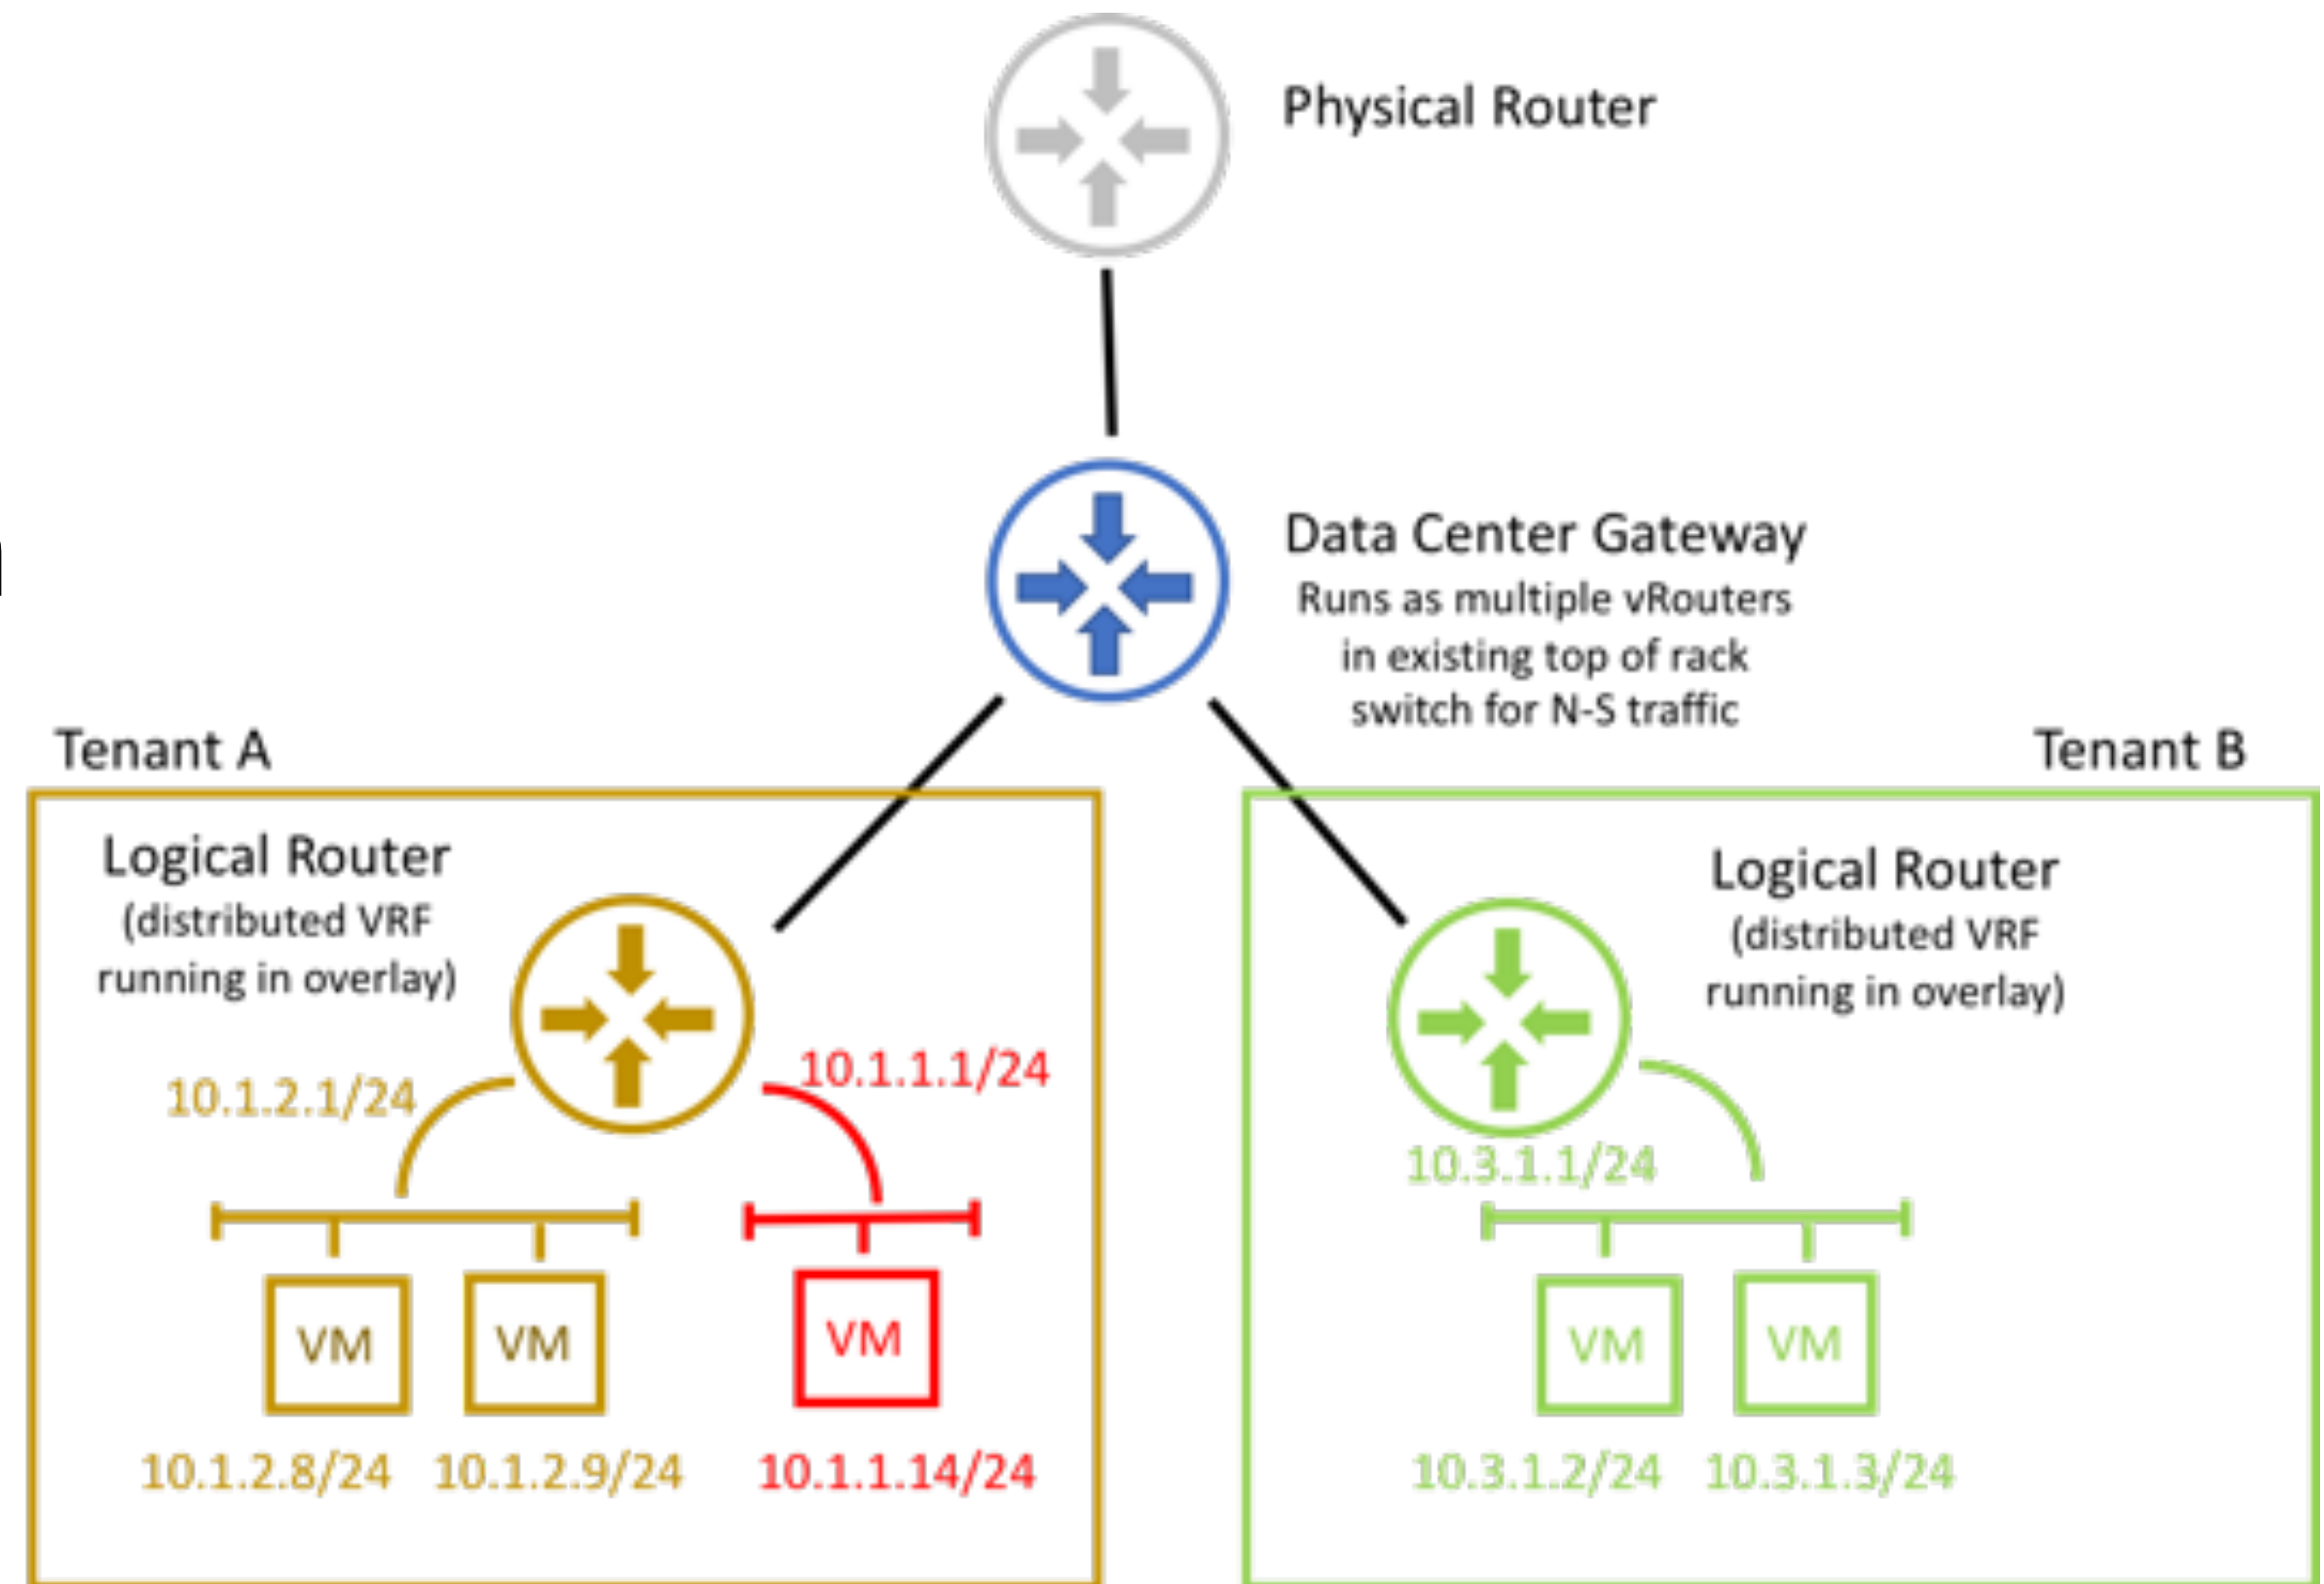 Physical Router
Data Center Gateway
Runs as multiple vRouters
in existing top of rack
switch for N-S traffic
Tenant A
Tenant B
Logical Router
(distributed VRF
running in overlay)
Logical Router
(distributed VRF
running in overlay)
10.1.2.1/24
10.1.1.1/24
10.3.1.1/24
VM
VM
VM
VM
VM
10.1.2.8/24
10.1.2.9/24
10.1.1.14/24
10.3.1.2/24
10.3.1.3/24